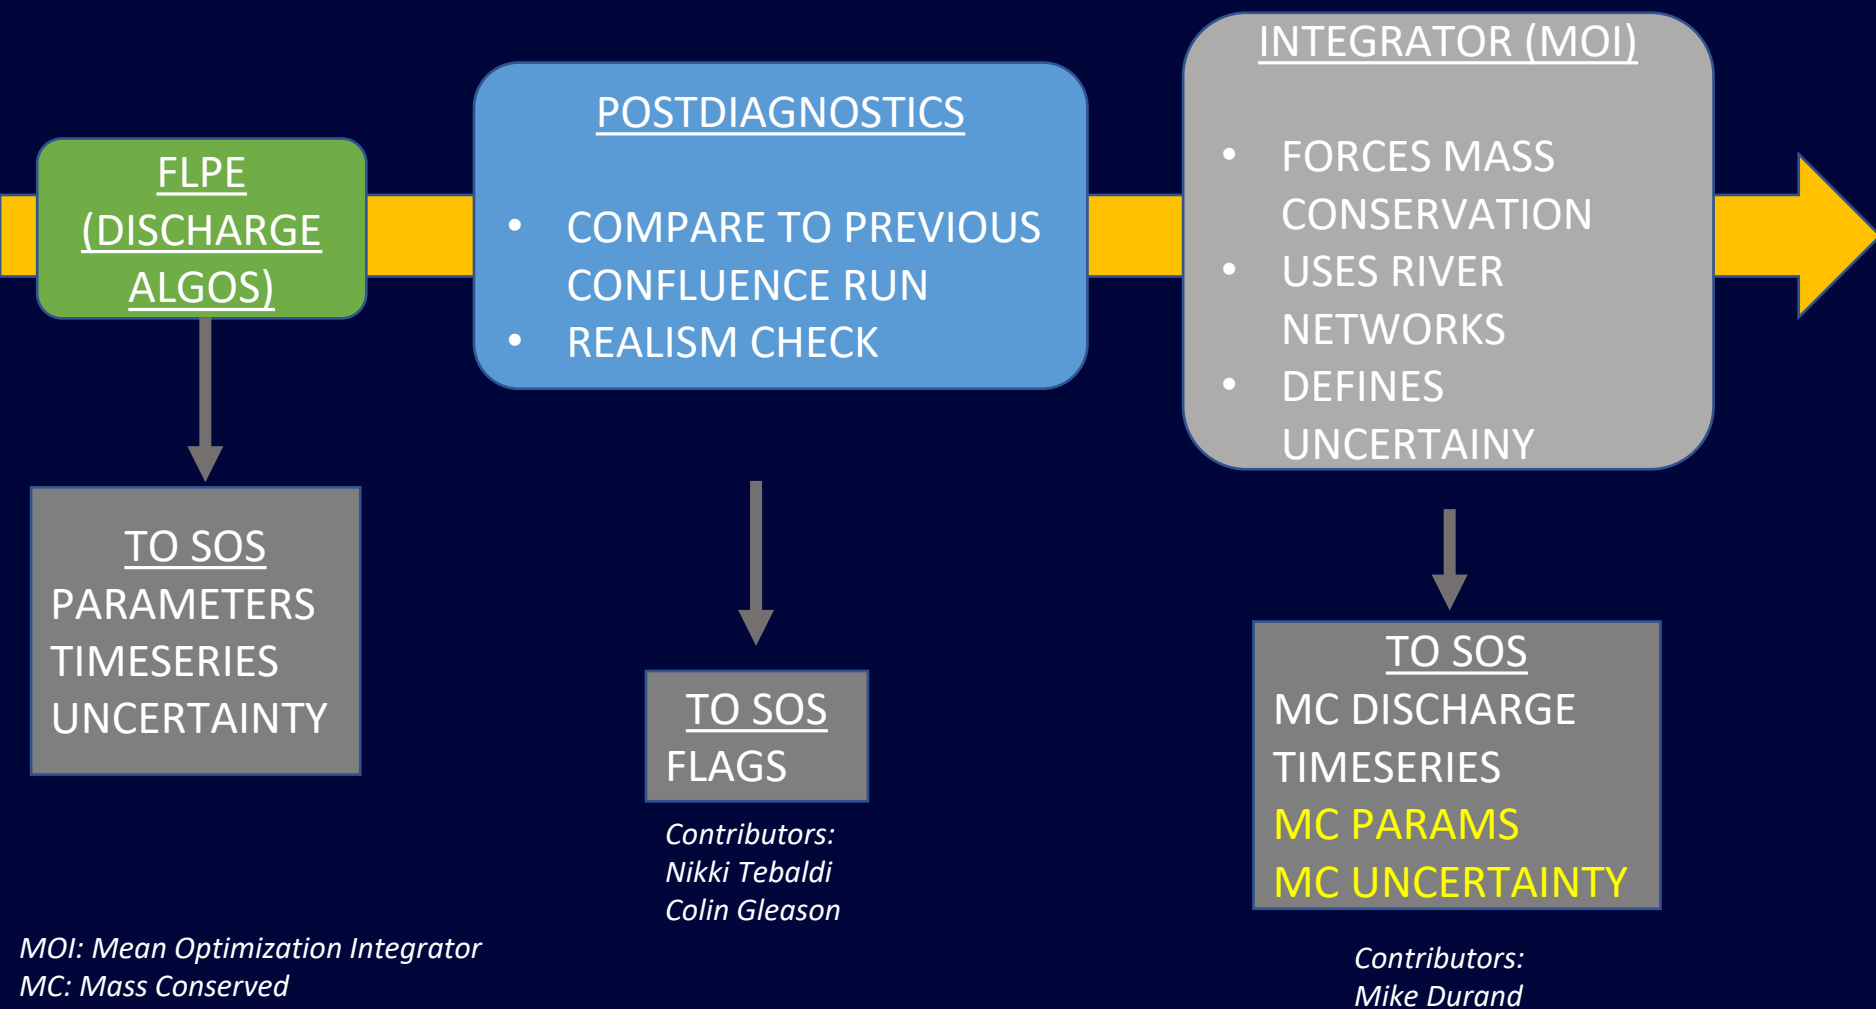 FLPE
(DISCHARGE
ALGOS)
TO SOS
PARAMETERS
TIMESERIES
UNCERTAINTY
POSTDIAGNOSTICS
• COMPARE TO PREVIOUS
CONFLUENCE RUN
• REALISM CHECK
TO SOS
FLAGS
Contributors:
Nikki Tebaldi
Colin Gleason
INTEGRATOR (MOI)
• FORCES MASS
CONSERVATION
• USES RIVER
NETWORKS
• DEFINES
UNCERTAINY
TO SOS
MC DISCHARGE
TIMESERIES
MC PARAMS
MC UNCERTAINTY
Contributors:
Mike Durand
MOI: Mean Optimization Integrator
MC: Mass Conserved